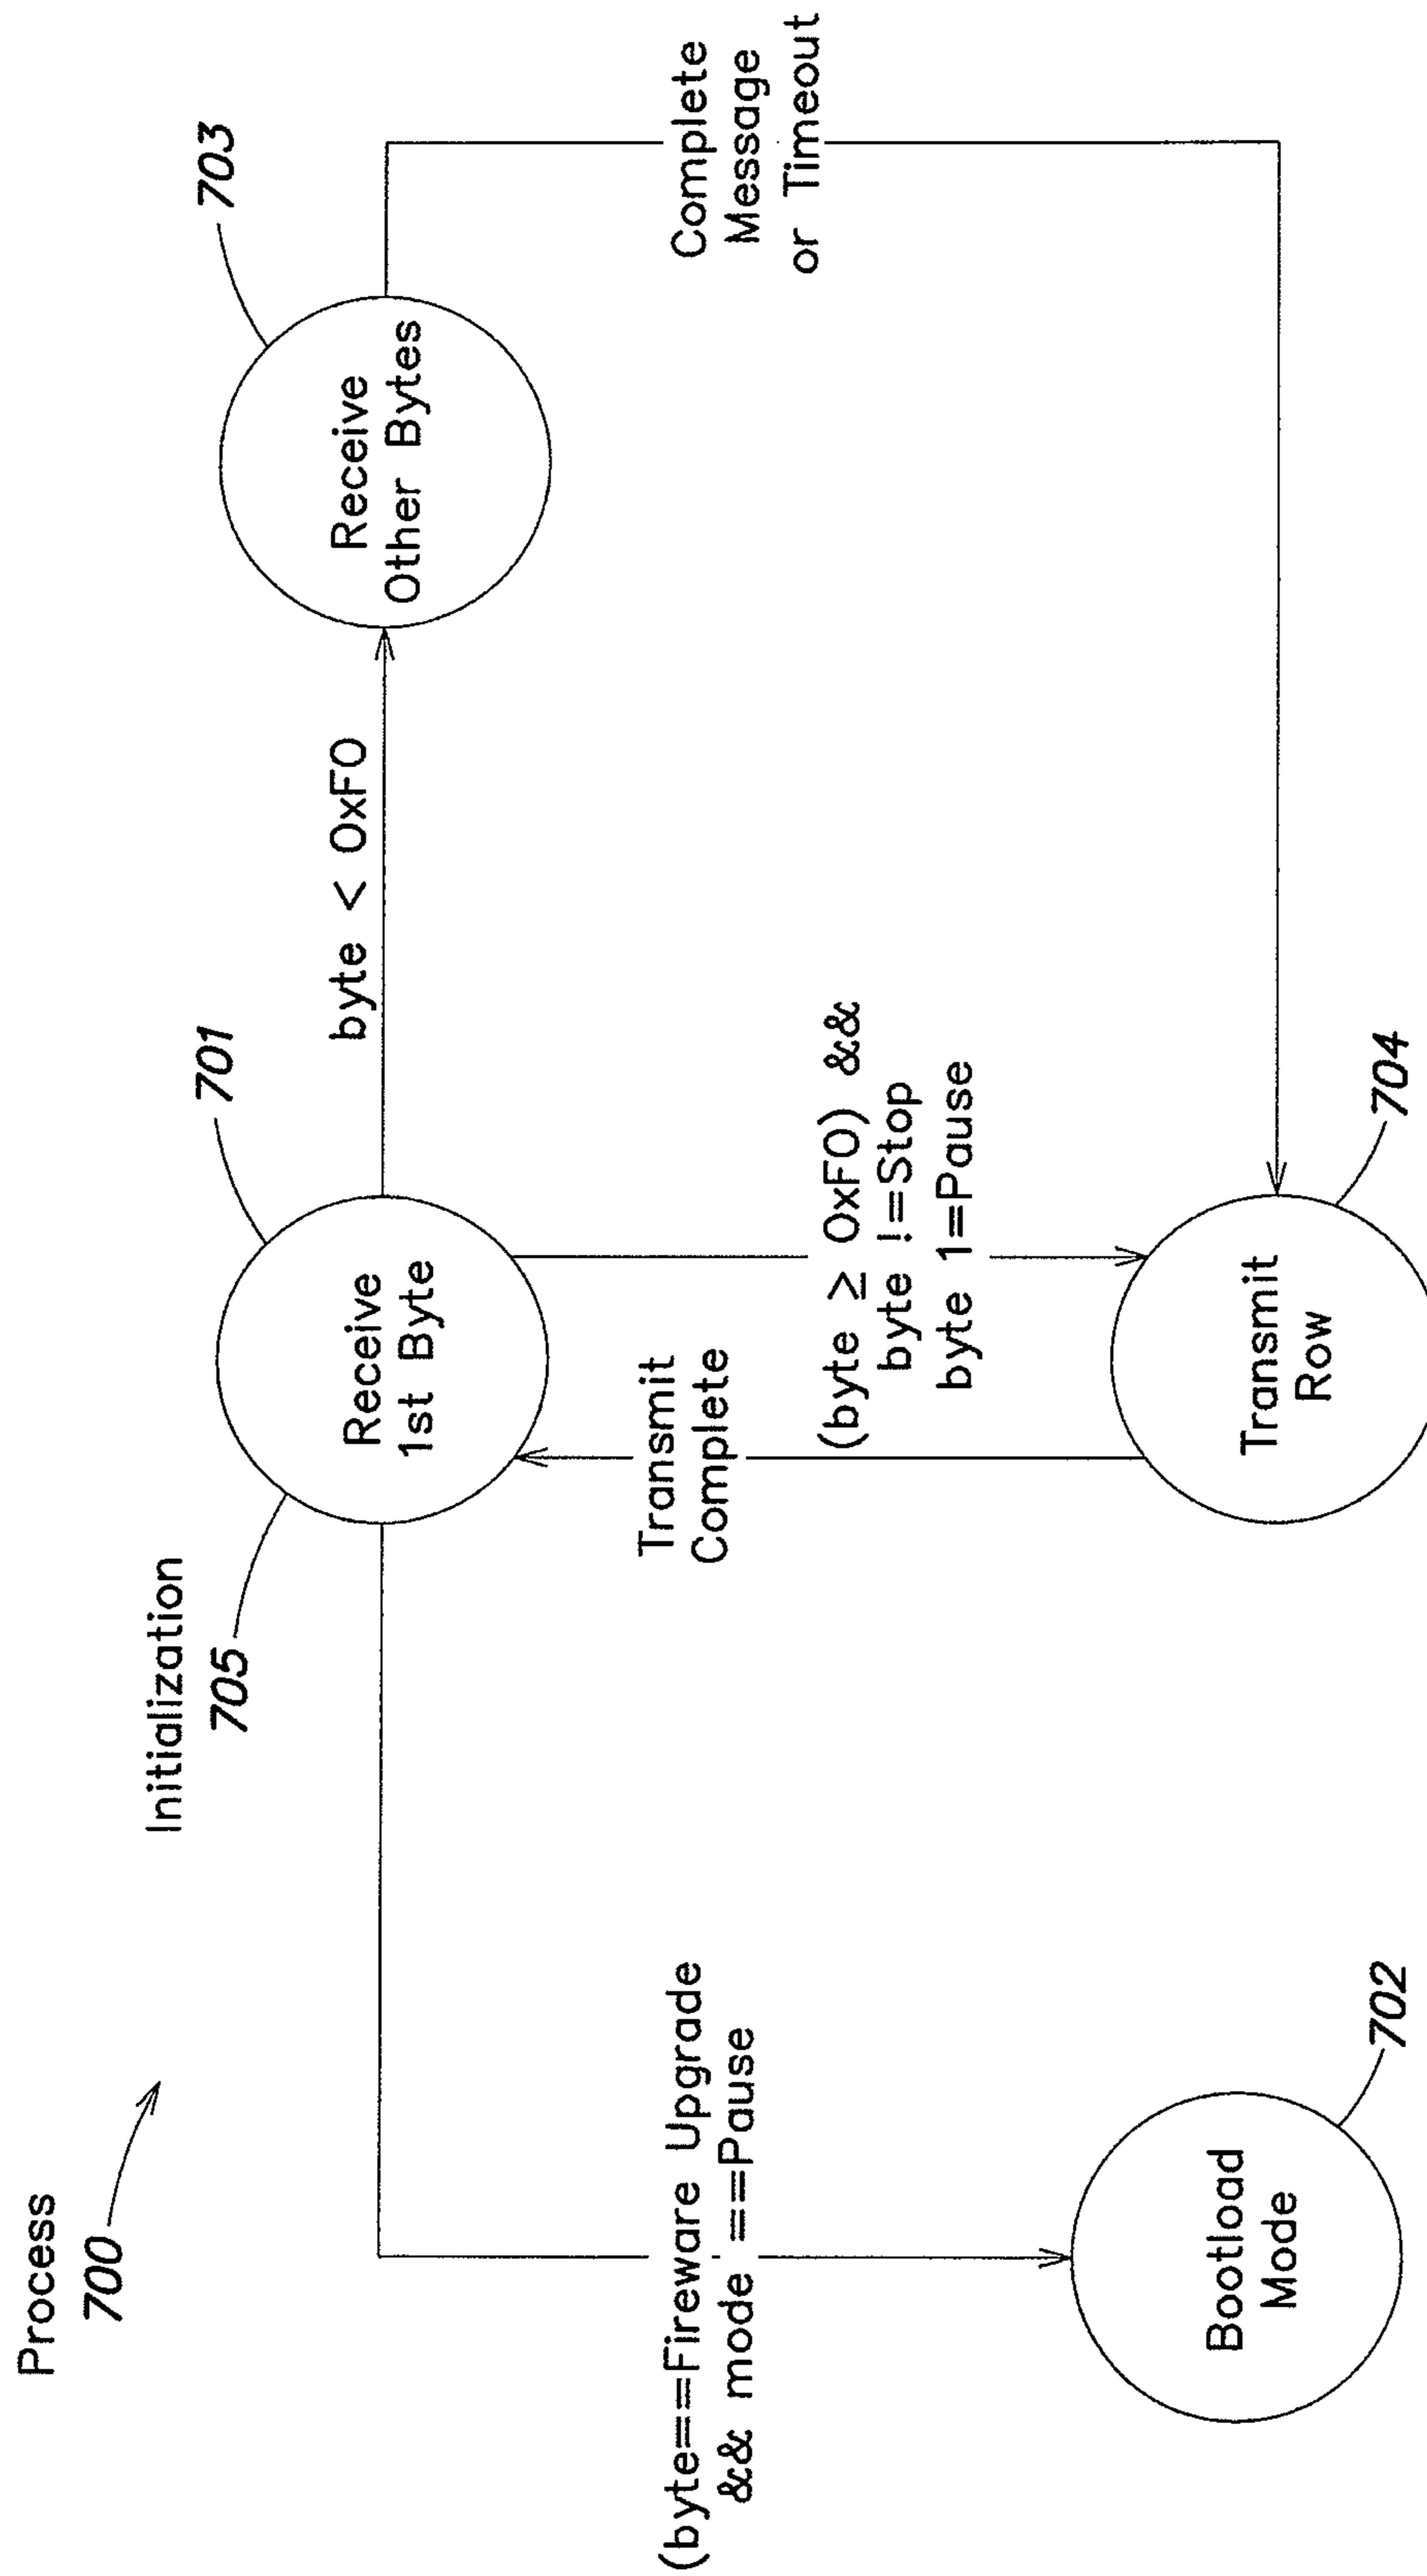 Process
700
Initialization
705
701
703
Receive
1st Byte
byte < 0xF0
Receive
Other Bytes
(byte==Fireware Upgrade
&& mode ==Pause
Transmit
Complete
(byte ≥ 0xF0) &&
byte !=Stop
byte 1=Pause
Complete
Message
or Timeout
Bootload
Mode
702
Transmit
Row
704